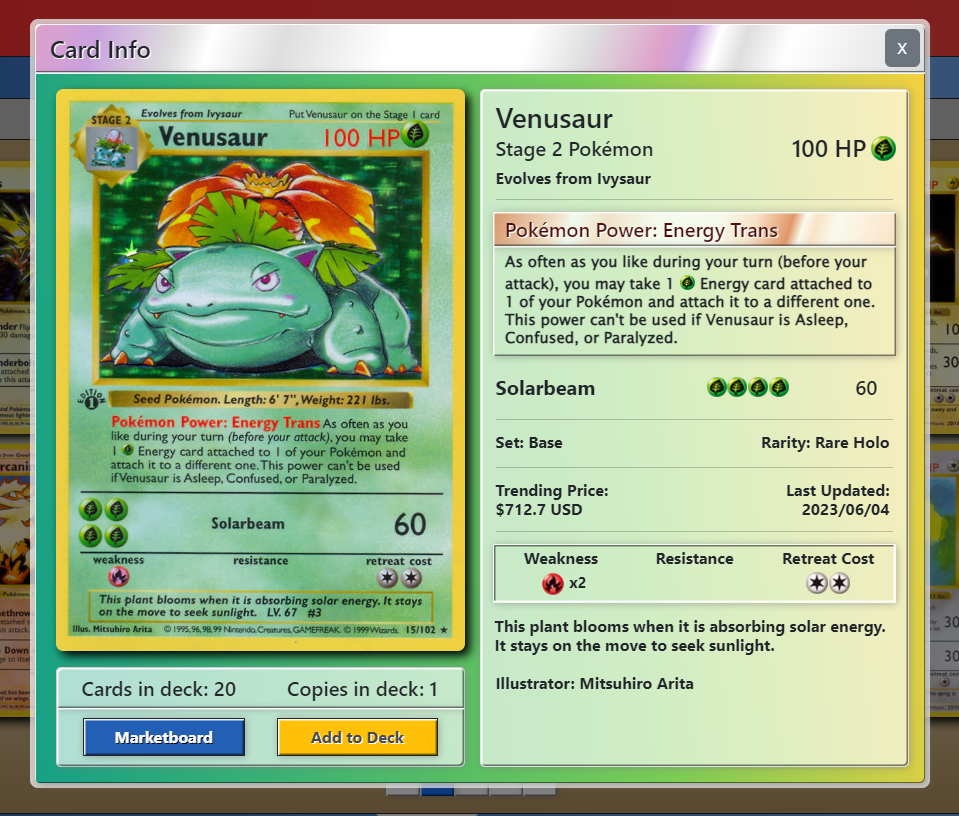 Card Info
X
STAGE 2
Evolves from Ivysaur
Put Venusaur on the Stage 1 card
Venusaur
100 HP
EDITION
1
Seed Pokémon. Length: 6' 7", Weight: 221 lbs.
Pokémon Power: Energy Trans As often as you
like during your turn (before your attack), you may take
1 Energy card attached to 1 of your Pokémon and
attach it to a different one. This power can't be used
if Venusaur is Asleep, Confused, or Paralyzed.
Solarbeam
60
weakness
resistance
retreat cost
This plant blooms when it is absorbing solar energy. It stays
on the move to seek sunlight. LV. 67 #3
Illus. Mitsuhiro Arita
© 1995, 96, 98, 99 Nintendo, Creatures, GAMEFREAK. © 1999 Wizards.
15/102 ★
Cards in deck: 20
Copies in deck: 1
Marketboard
Add to Deck
Venusaur
Stage 2 Pokémon
100 HP
Evolves from Ivysaur
Pokémon Power: Energy Trans
As often as you like during your turn (before your
attack), you may take 1 Energy card attached to
1 of your Pokémon and attach it to a different one.
This power can't be used if Venusaur is Asleep,
Confused, or Paralyzed.
Solarbeam
60
Set: Base
Rarity: Rare Holo
Trending Price:
$712.7 USD
Last Updated:
2023/06/04
Weakness
Resistance
Retreat Cost
x2
This plant blooms when it is absorbing solar energy.
It stays on the move to seek sunlight.
Illustrator: Mitsuhiro Arita